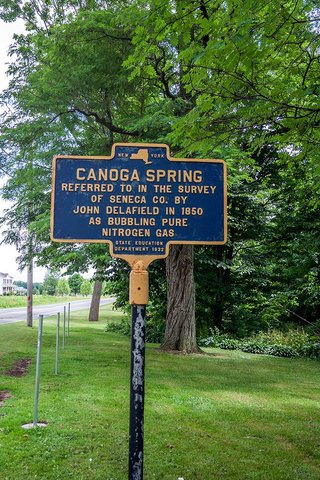 NEW YORK
CANOGA SPRING
REFERRED TO IN THE SURVEY
OF SENECA CO. BY
JOHN DELAFIELD IN 1850
AS BUBBLING PURE
NITROGEN GAS
STATE EDUCATION
DEPARTMENT 1932